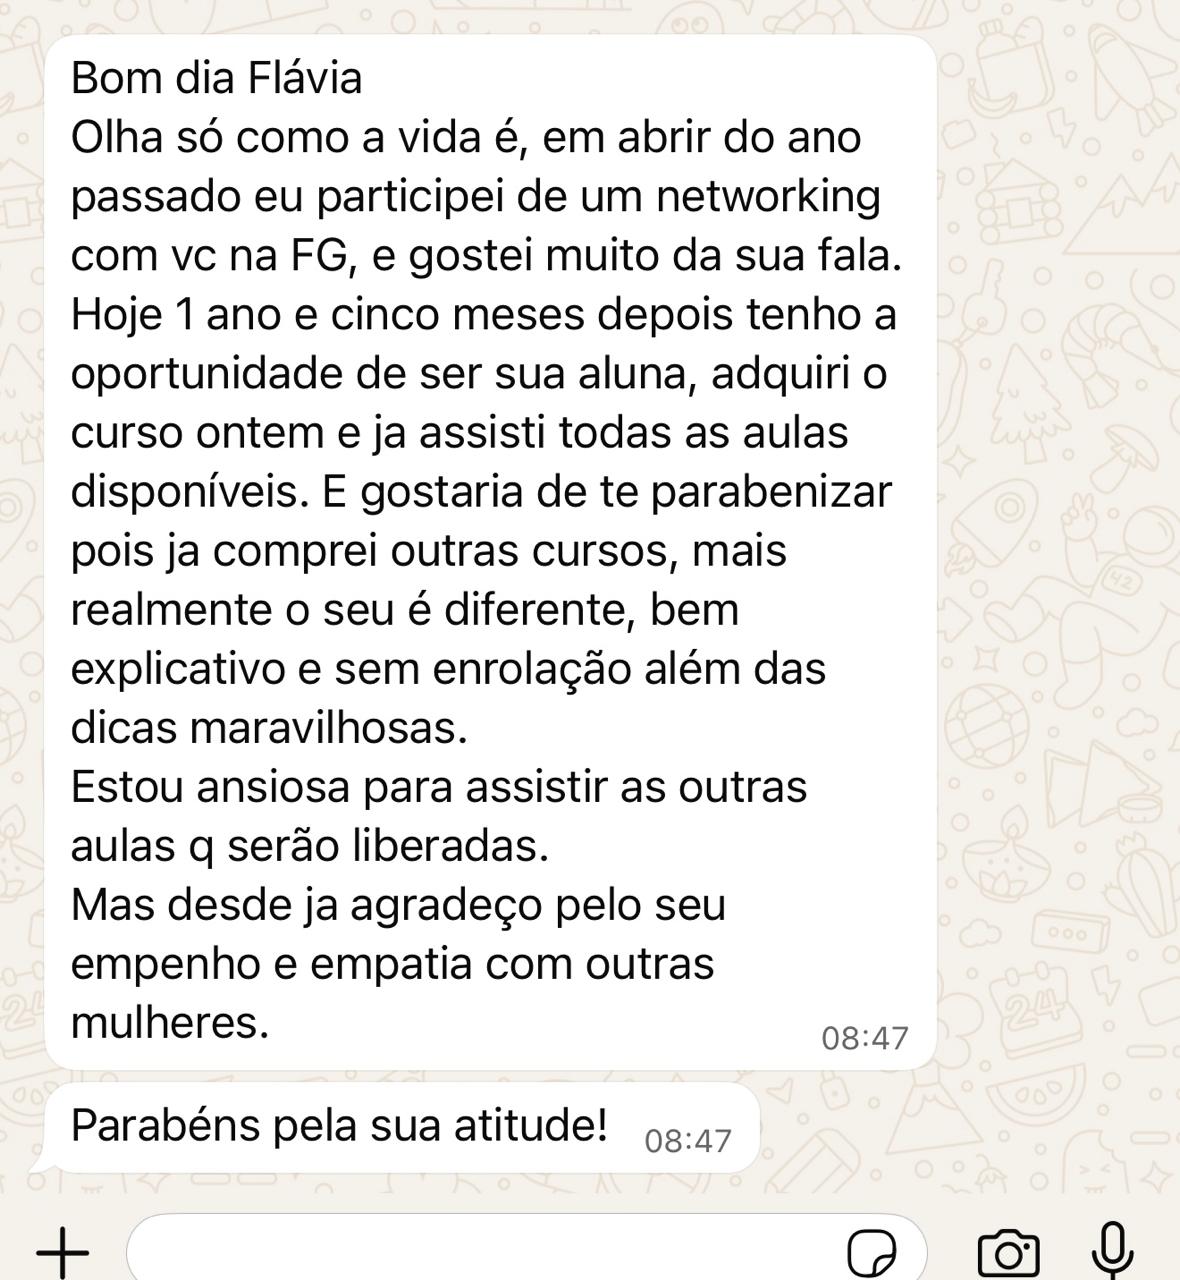 Bom dia Flávia
Olha só como a vida é, em abrir do ano
passado eu participei de um networking
com vc na FG, e gostei muito da sua fala.
Hoje 1 ano e cinco meses depois tenho a
oportunidade de ser sua aluna, adquiri o
curso ontem e ja assisti todas as aulas
disponíveis. E gostaria de te parabenizar
pois ja comprei outras cursos, mais
realmente o seu é diferente, bem
explicativo e sem enrolação além das
dicas maravilhosas.
Estou ansiosa para assistir as outras
aulas q serão liberadas.
Mas desde ja agradeço pelo seu
empenho e empatia com outras
mulheres.
08:47
Parabéns pela sua atitude! 08:47